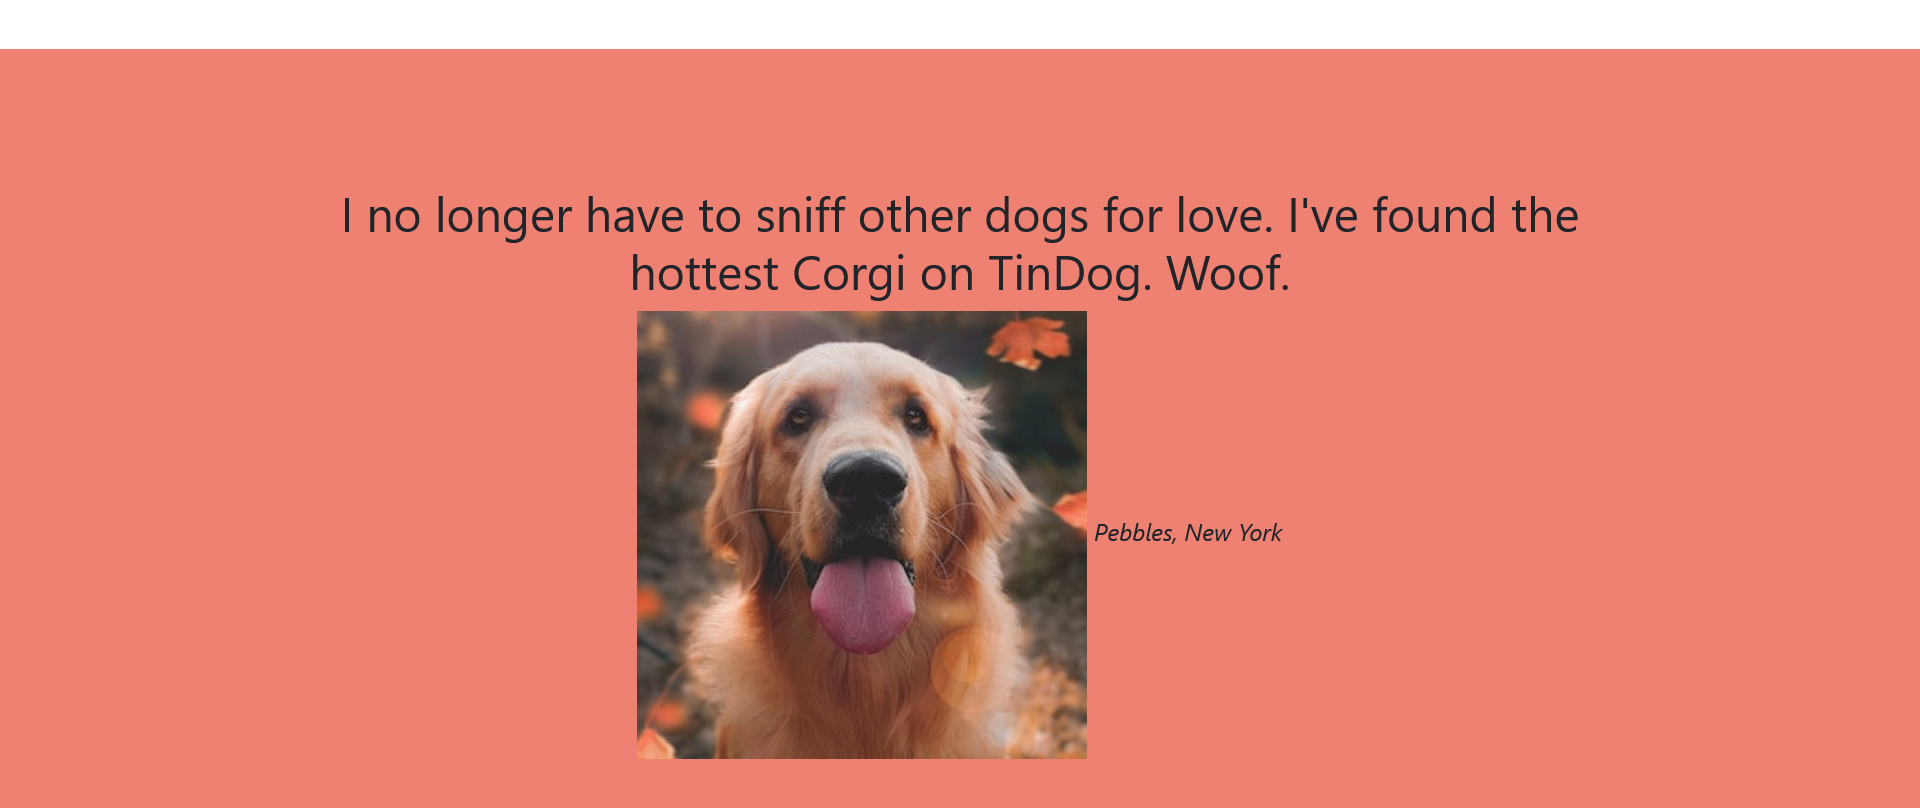 I no longer have to sniff other dogs for love. I've found the
hottest Corgi on TinDog. Woof.
Pebbles, New York